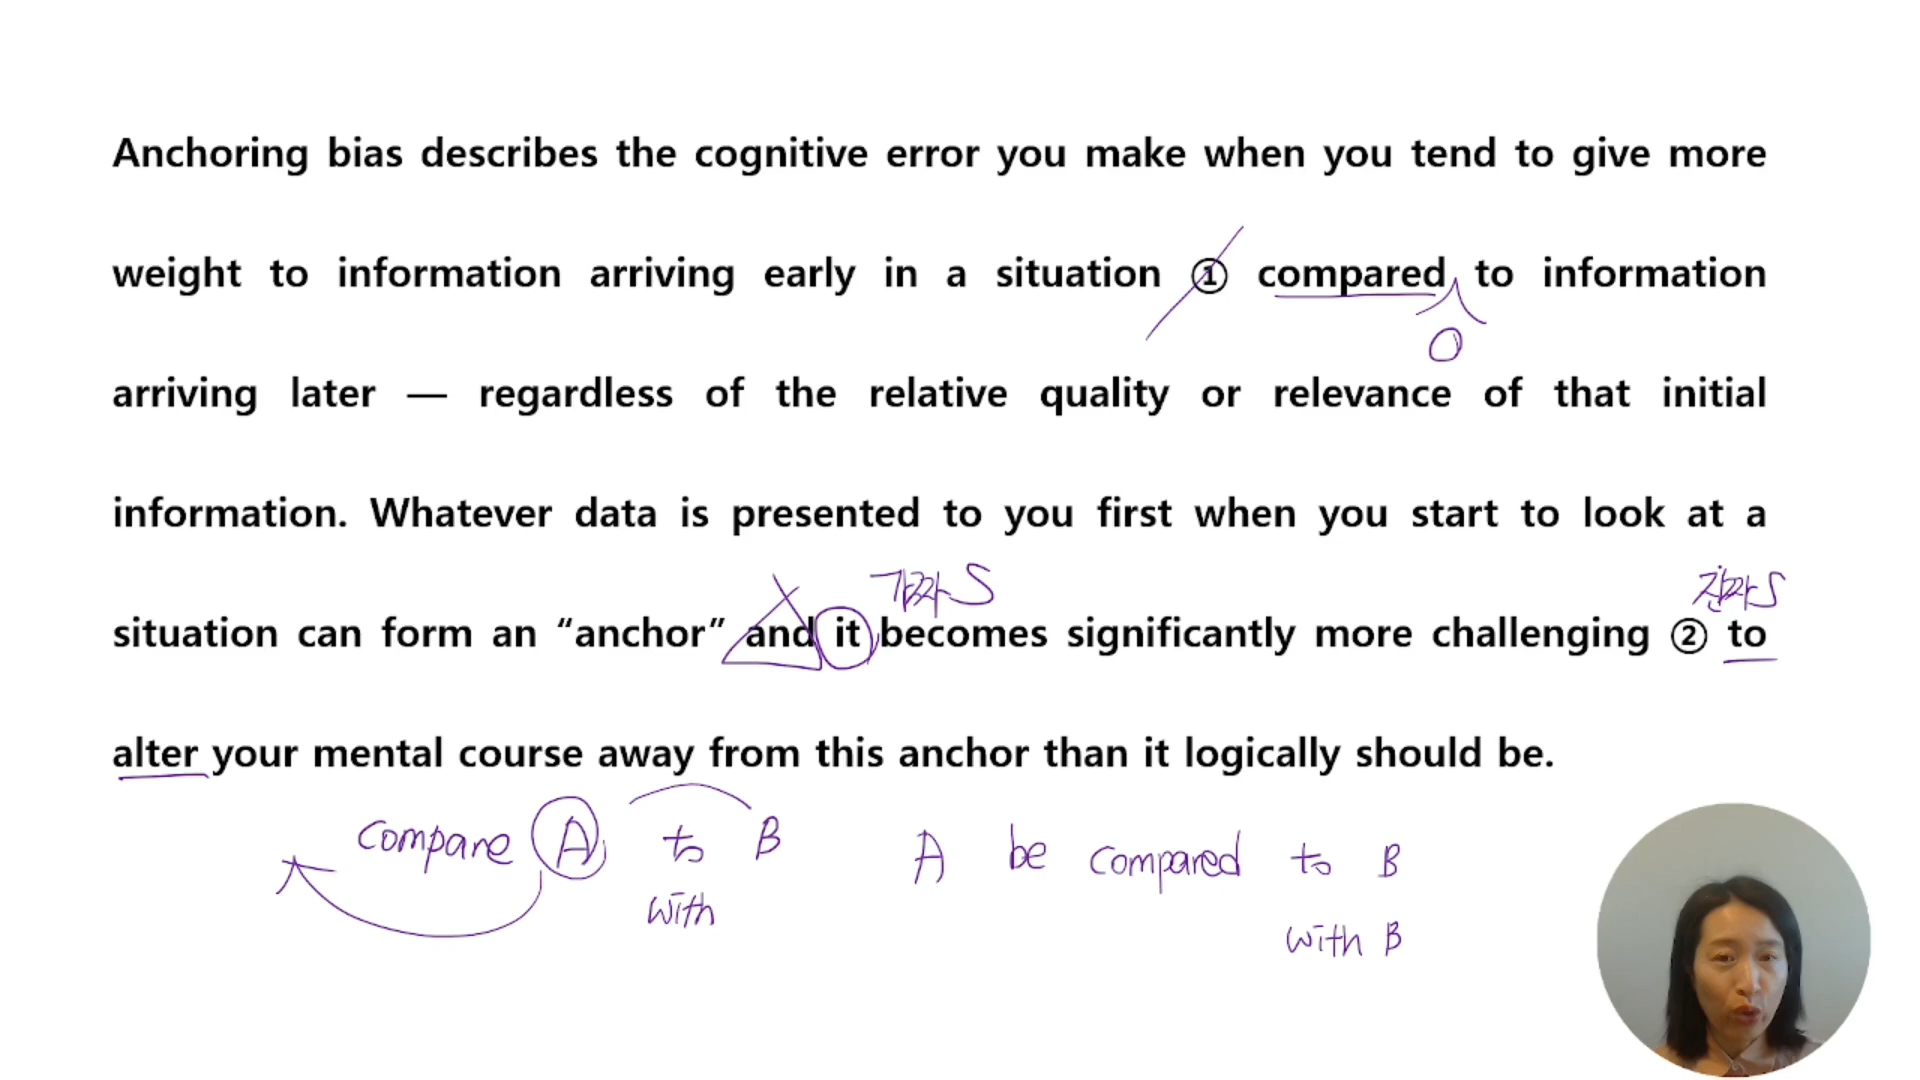 Anchoring bias describes the cognitive error you make when you tend to give more
weight to information arriving early in a situation ① compared to information
arriving later — regardless of the relative quality or relevance of that initial
information. Whatever data is presented to you first when you start to look at a
가짜S 진짜S
situation can form an “anchor” and it becomes significantly more challenging ② to
alter your mental course away from this anchor than it logically should be.
compare A to B A be compared to B
with with B